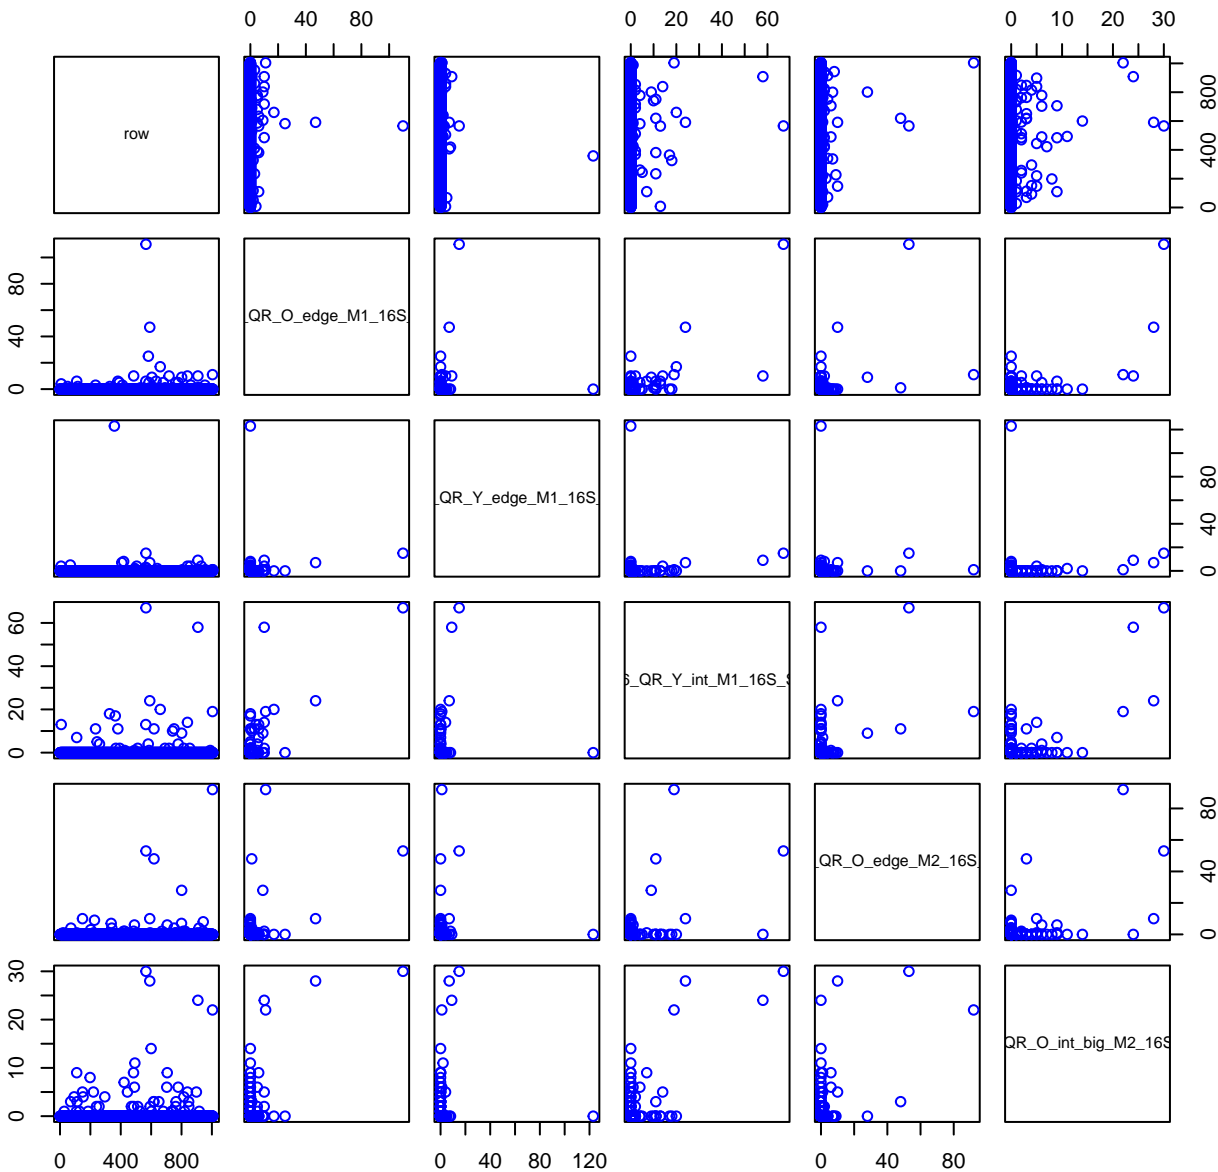 0 40 80
0 20 40 60
0 10 20 30
row
0 200 400 800
0 40 80
_QR_O_edge_M1_16S_
_QR_Y_edge_M1_16S_
0 40 80
0 20 40 60
S_QR_Y_int_M1_16S_S
_QR_O_edge_M2_16S_
0 40 80
0 10 20 30
QR_O_int_big_M2_16S
0 400 800
0 40 80 120
0 40 80